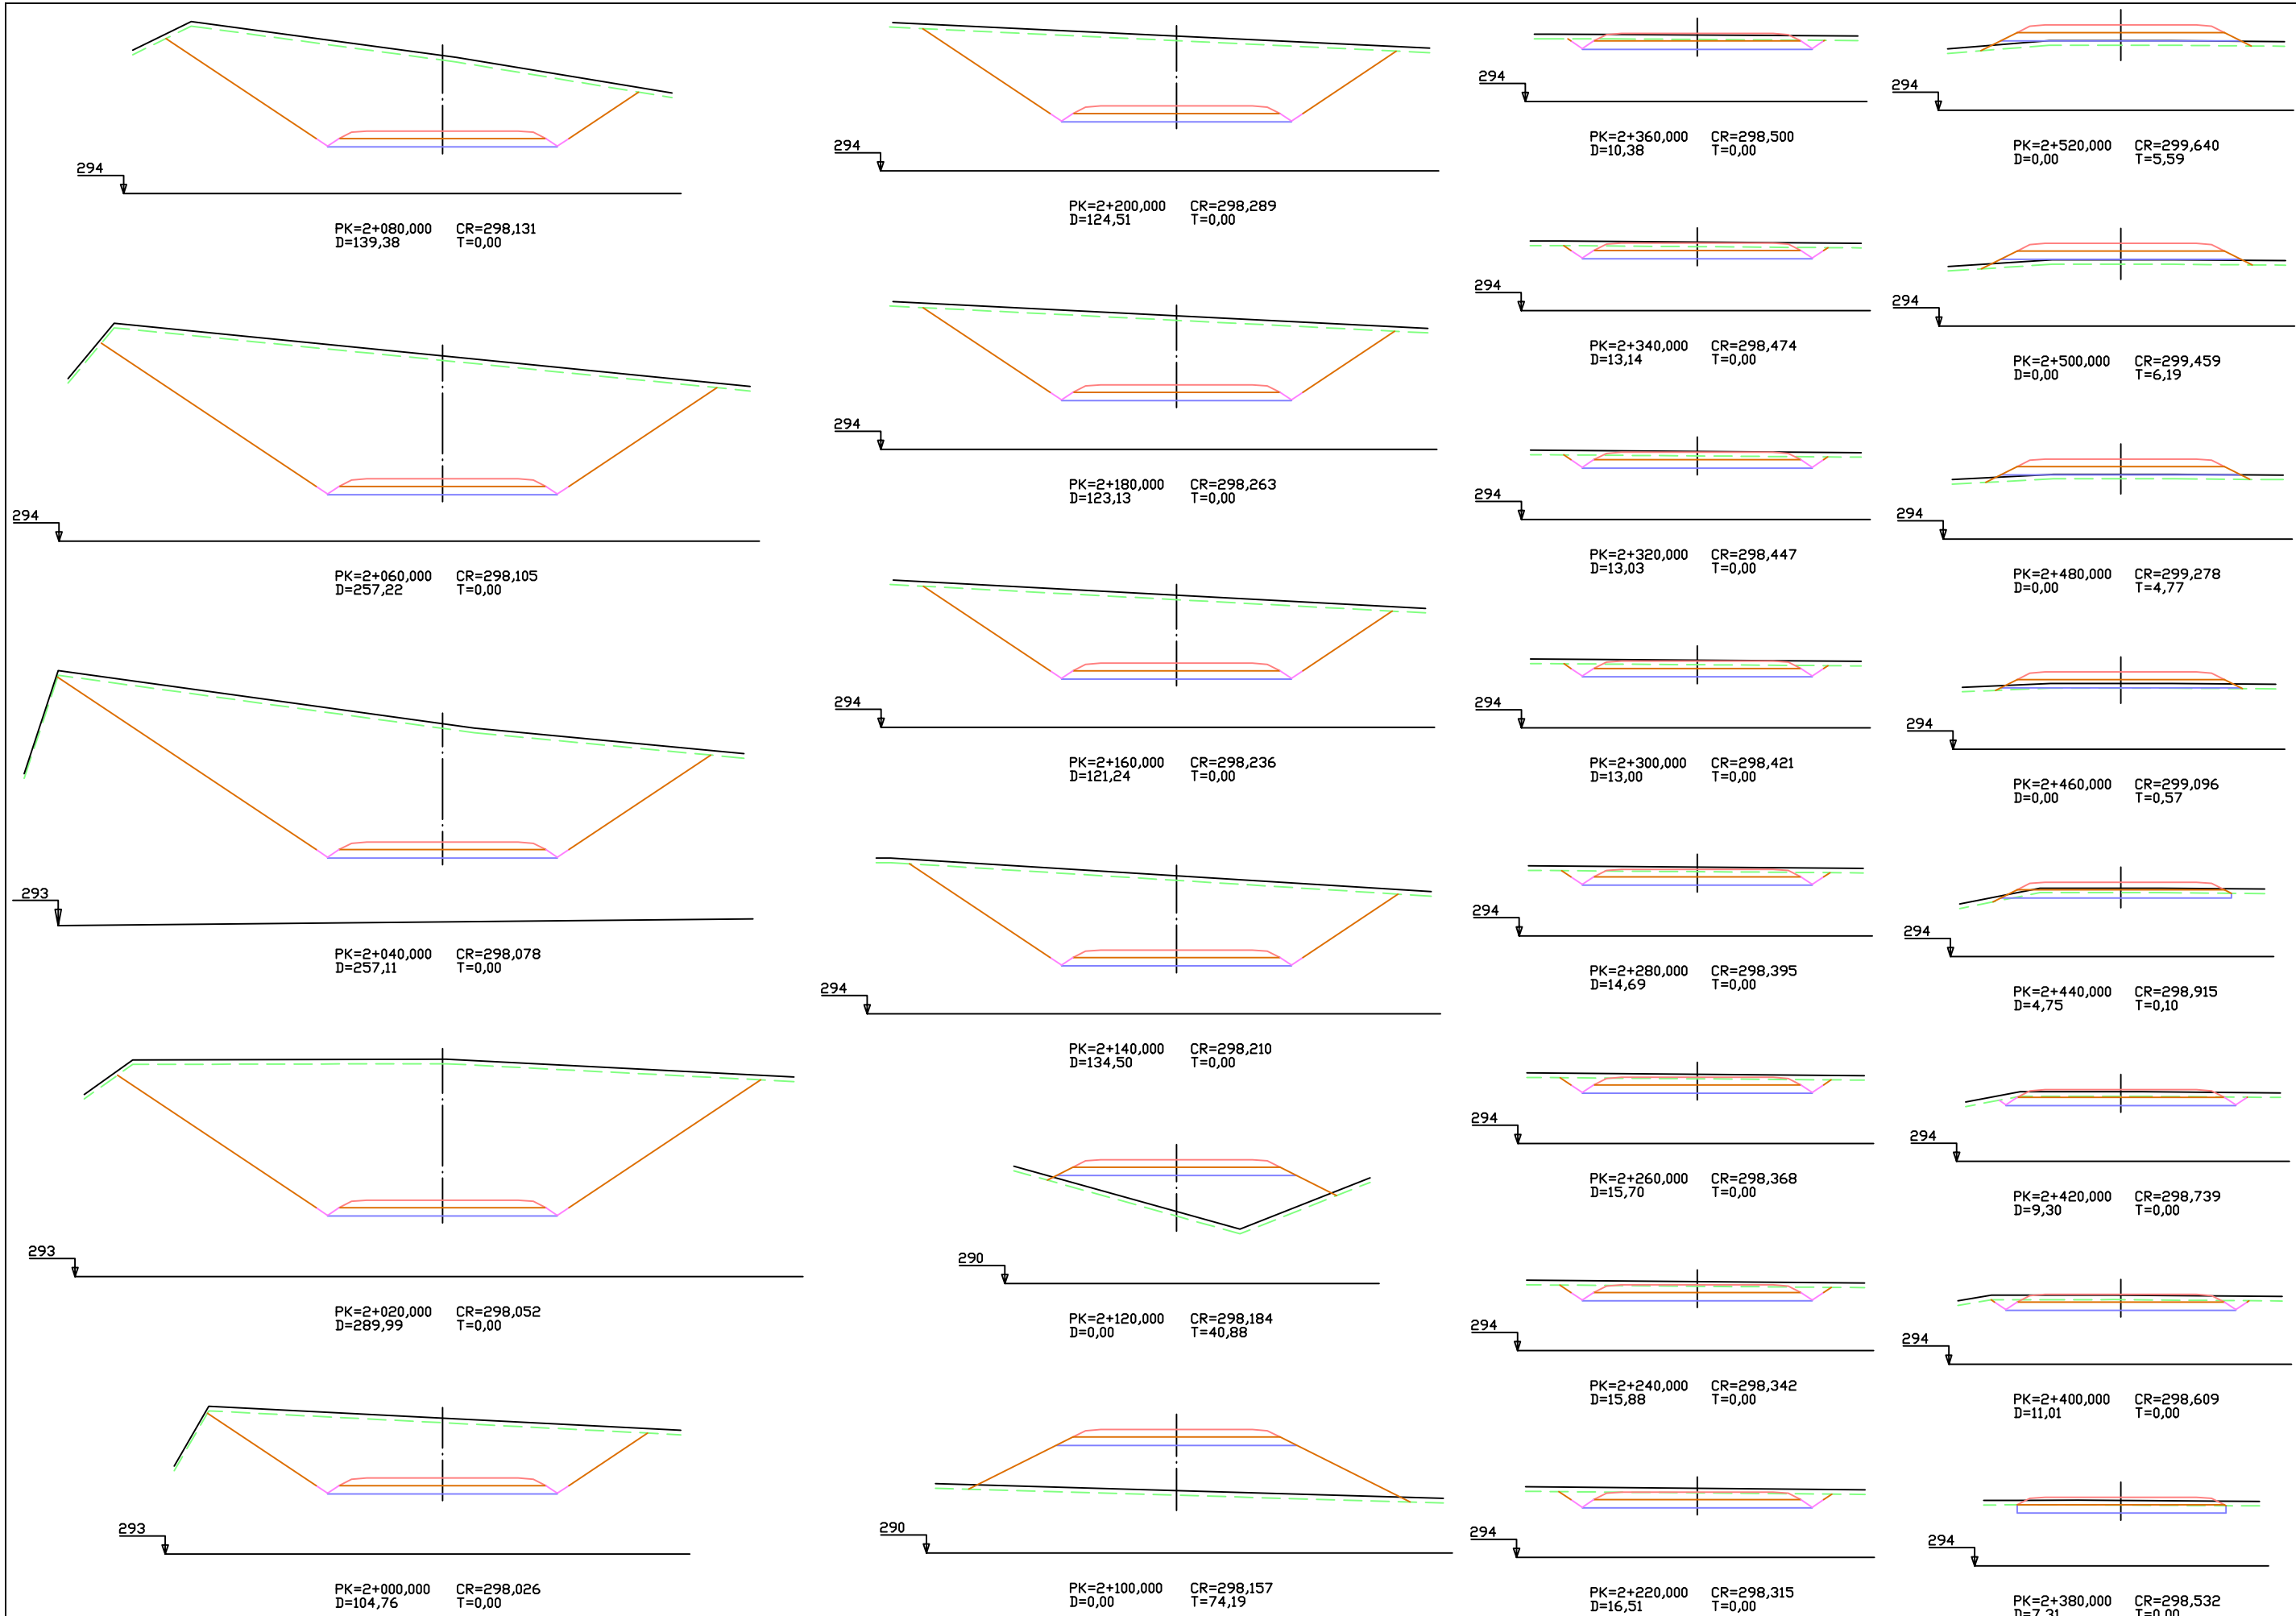 294
PK=2+080,000 CR=298,131
D=139,38 T=0,00
294
PK=2+060,000 CR=298,105
D=257,22 T=0,00
293
PK=2+040,000 CR=298,078
D=257,11 T=0,00
293
PK=2+020,000 CR=298,052
D=289,99 T=0,00
293
PK=2+000,000 CR=298,026
D=104,76 T=0,00
294
PK=2+200,000 CR=298,289
D=124,51 T=0,00
294
PK=2+180,000 CR=298,263
D=123,13 T=0,00
294
PK=2+160,000 CR=298,236
D=121,24 T=0,00
294
PK=2+140,000 CR=298,210
D=134,50 T=0,00
290
PK=2+120,000 CR=298,184
D=0,00 T=40,88
290
PK=2+100,000 CR=298,157
D=0,00 T=74,19
294
PK=2+360,000 CR=298,500
D=10,38 T=0,00
294
PK=2+340,000 CR=298,474
D=13,14 T=0,00
294
PK=2+320,000 CR=298,447
D=13,03 T=0,00
294
PK=2+300,000 CR=298,421
D=13,00 T=0,00
294
PK=2+280,000 CR=298,395
D=14,69 T=0,00
294
PK=2+260,000 CR=298,368
D=15,70 T=0,00
294
PK=2+240,000 CR=298,342
D=15,88 T=0,00
294
PK=2+220,000 CR=298,315
D=16,51 T=0,00
294
PK=2+520,000 CR=299,640
D=0,00 T=5,59
294
PK=2+500,000 CR=299,459
D=0,00 T=6,19
294
PK=2+480,000 CR=299,278
D=0,00 T=4,77
294
PK=2+460,000 CR=299,096
D=0,00 T=0,57
294
PK=2+440,000 CR=298,915
D=4,75 T=0,10
294
PK=2+420,000 CR=298,739
D=9,30 T=0,00
294
PK=2+400,000 CR=298,609
D=11,01 T=0,00
294
PK=2+380,000 CR=298,532
D=7,31 T=0,00